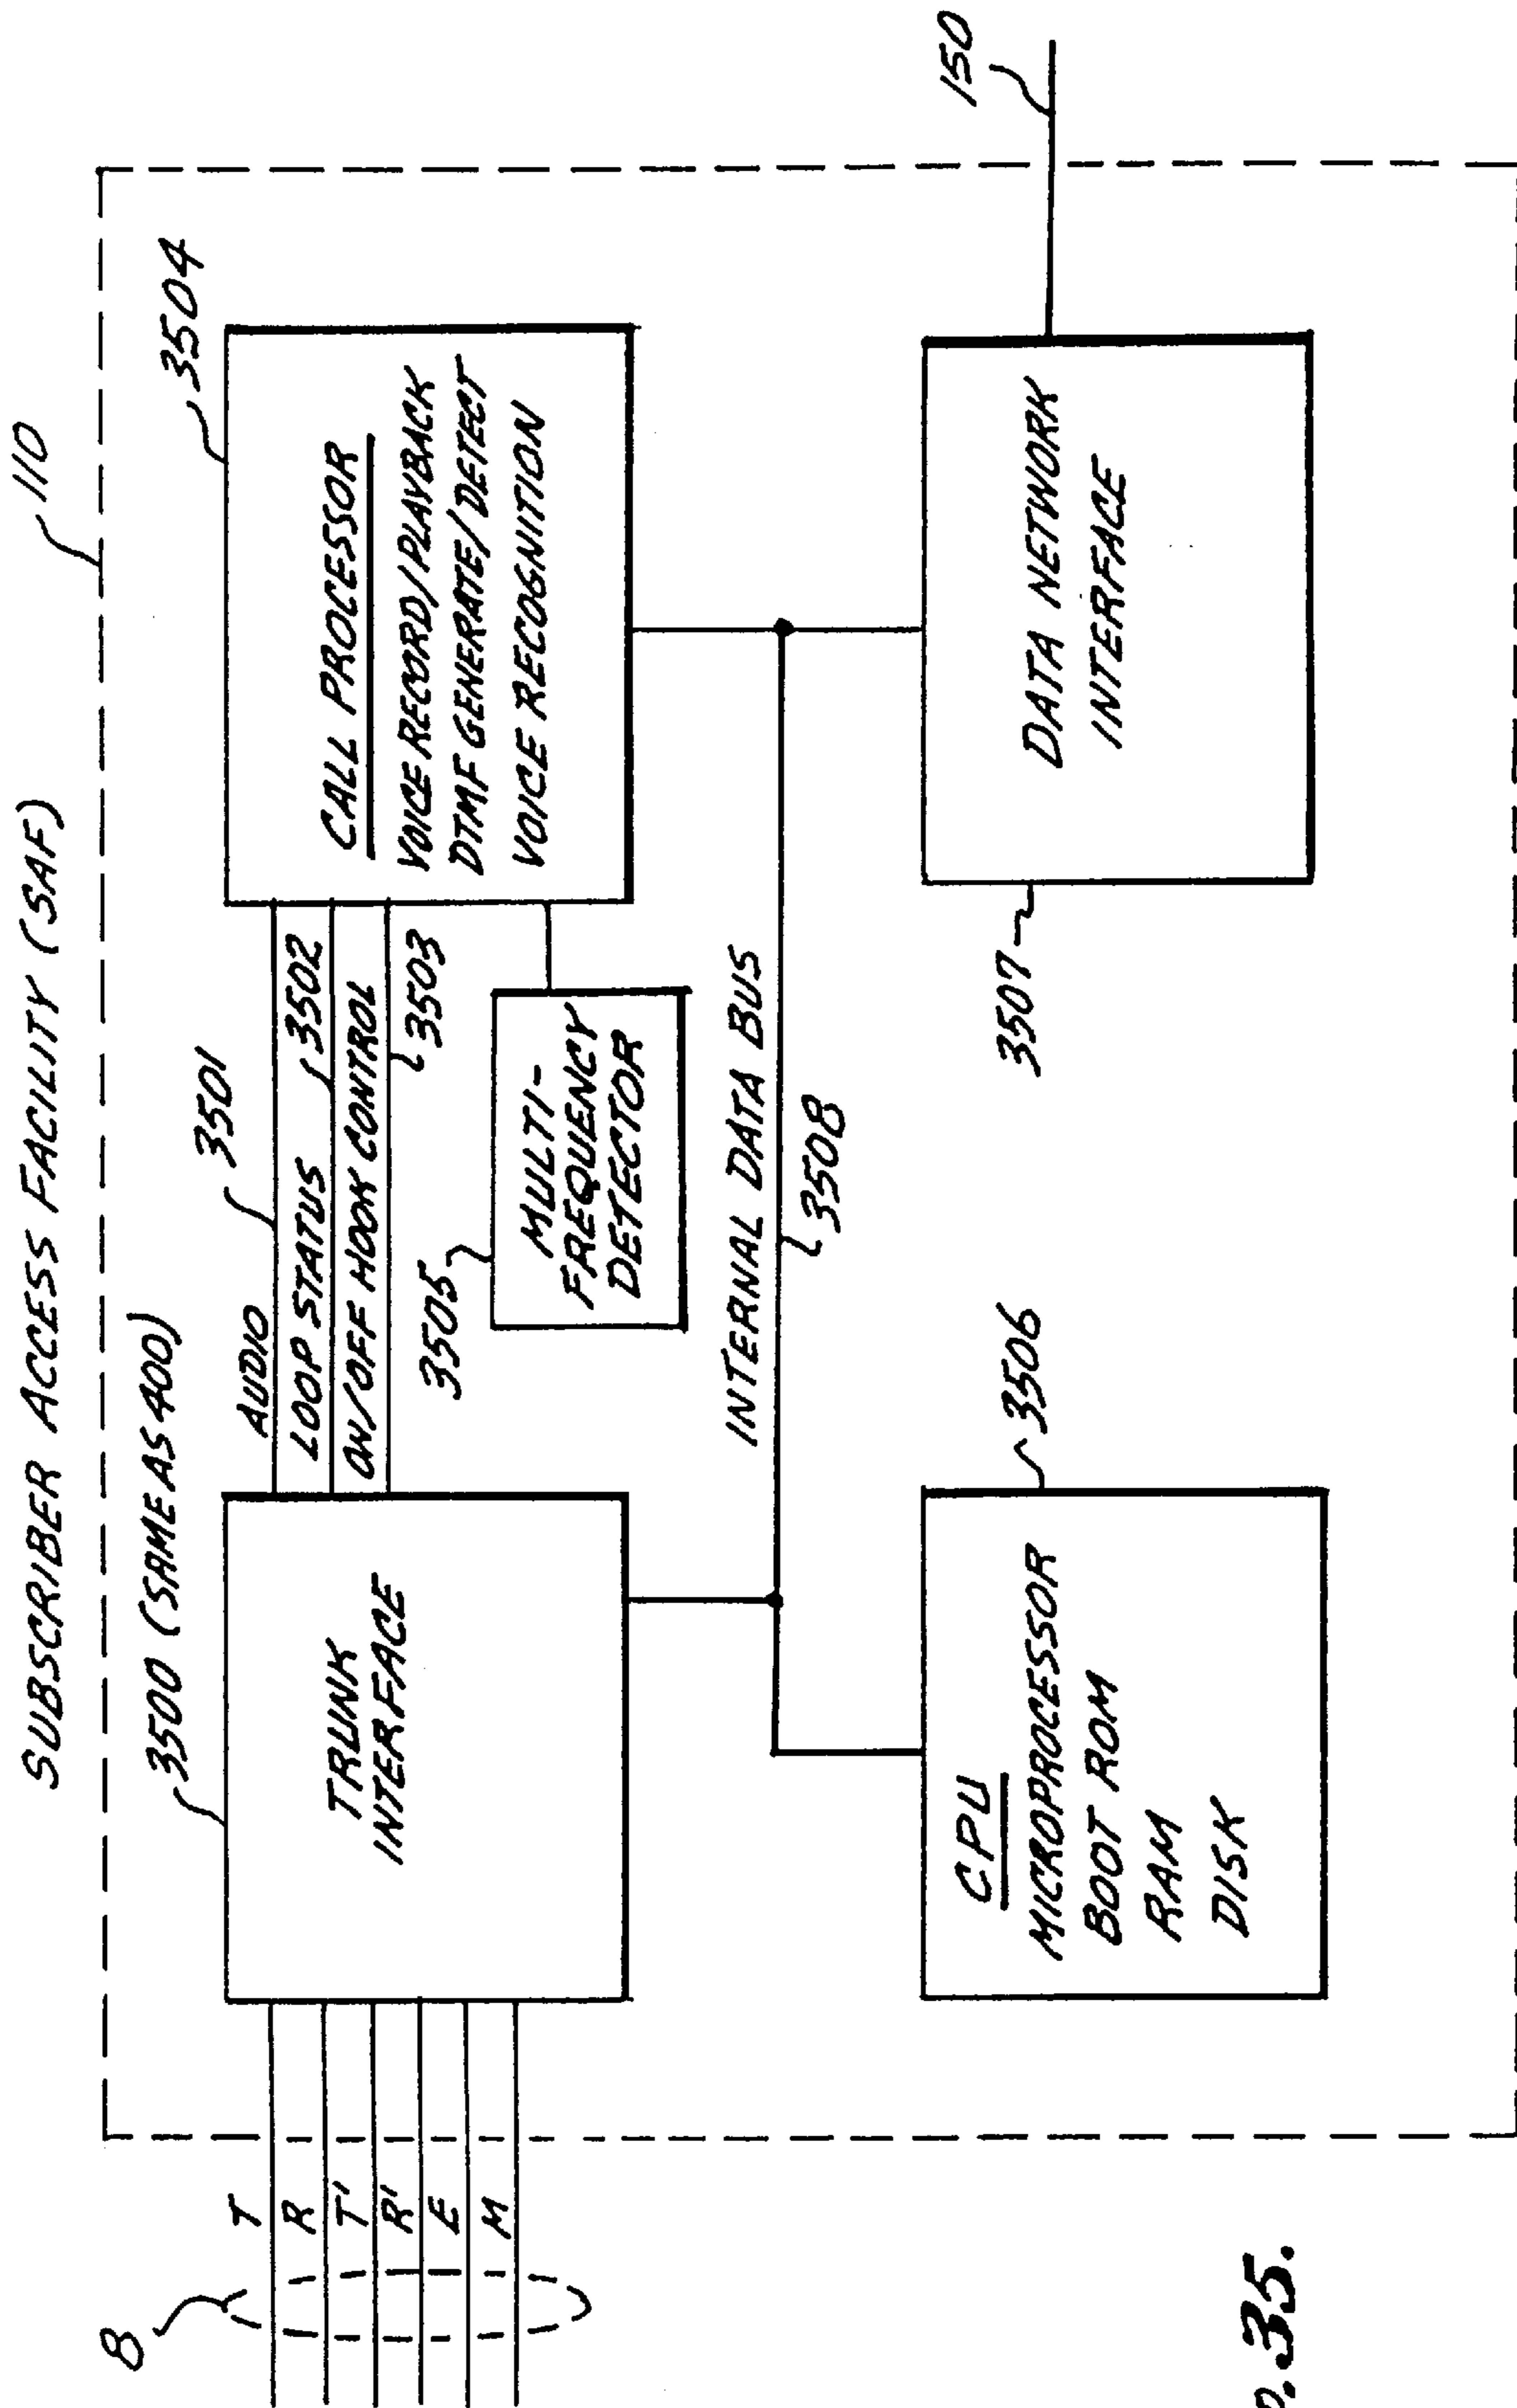 SUBSCRIBER ACCESS FACILITY (SAF)
110
3500 (SAME AS 400)
3501
3504
8
T
R
T'
R'
E
M
TRUNK
INTERFACE
AUDIO
LOOP STATUS
3502
ON/OFF HOOK CONTROL
3503
CALL PROCESSOR
VOICE RECORD/PLAYBACK
DTMF GENERATE/DETECT
VOICE RECOGNITION
3505
MULTI-
FREQUENCY
DETECTOR
INTERNAL DATA BUS
3508
3506
CPU
MICROPROCESSOR
BOOT ROM
RAM
DISK
3507
DATA NETWORK
INTERFACE
150
35.